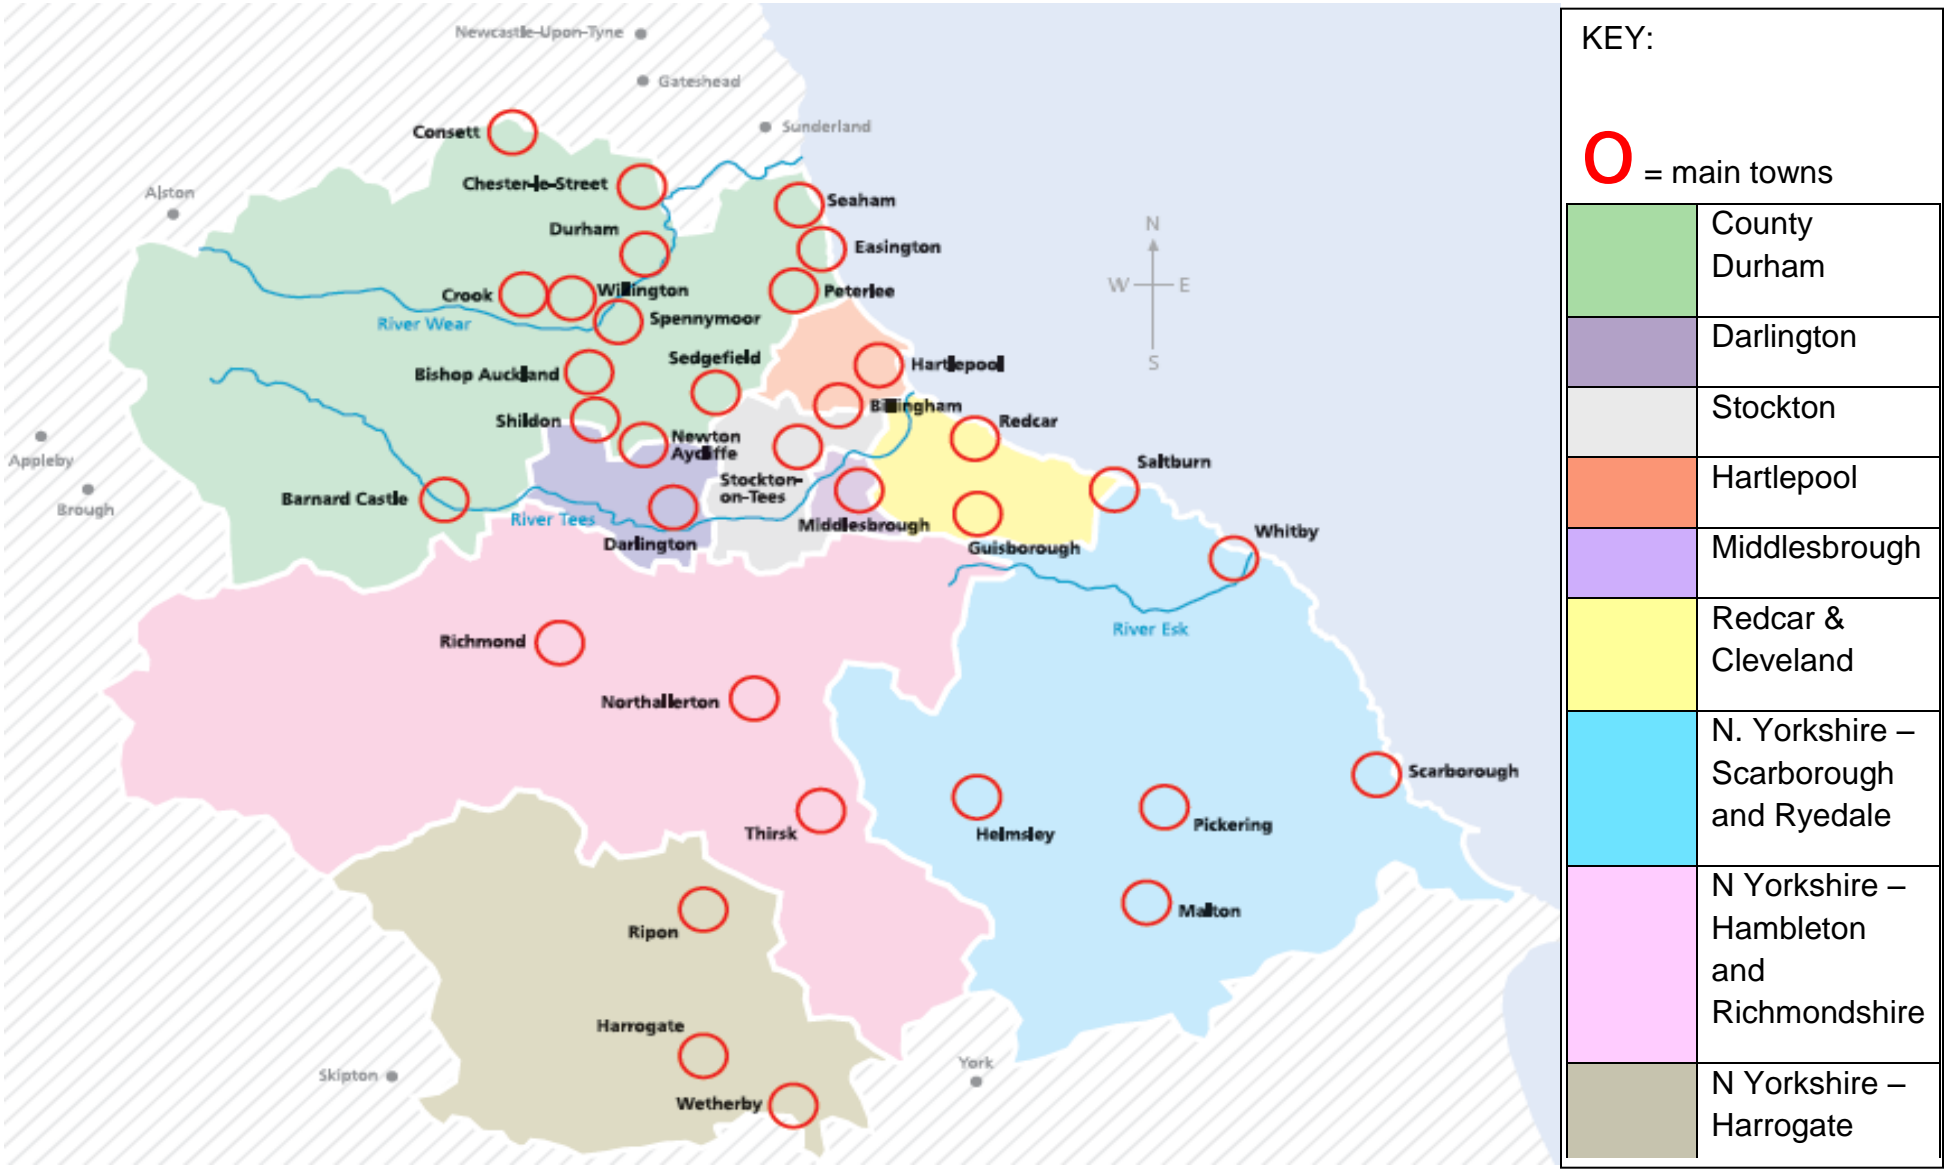 Newcastle-Upon-Tyne
Gateshead
Sunderland
Consett
Chester-le-Street
Alston
Seaham
Durham
Easington
Crook
Willington
Peterlee
River Wear
Spennymoor
Sedgefield
Hartlepool
Bishop Auckland
Billingham
Shildon
Redcar
Newton
Aycliffe
Appleby
Saltburn
Stockton-
on-Tees
Barnard Castle
Brough
River Tees
Middlesbrough
Whitby
Darlington
Guisborough
River Esk
Richmond
Northallerton
Scarborough
Thirsk
Helmsley
Pickering
Malton
Ripon
Harrogate
York
Skipton
Wetherby
N
W
E
S
KEY:
O = main towns
County
Durham
Darlington
Stockton
Hartlepool
Middlesbrough
Redcar &
Cleveland
N. Yorkshire –
Scarborough
and Ryedale
N Yorkshire –
Hambleton
and
Richmondshire
N Yorkshire –
Harrogate